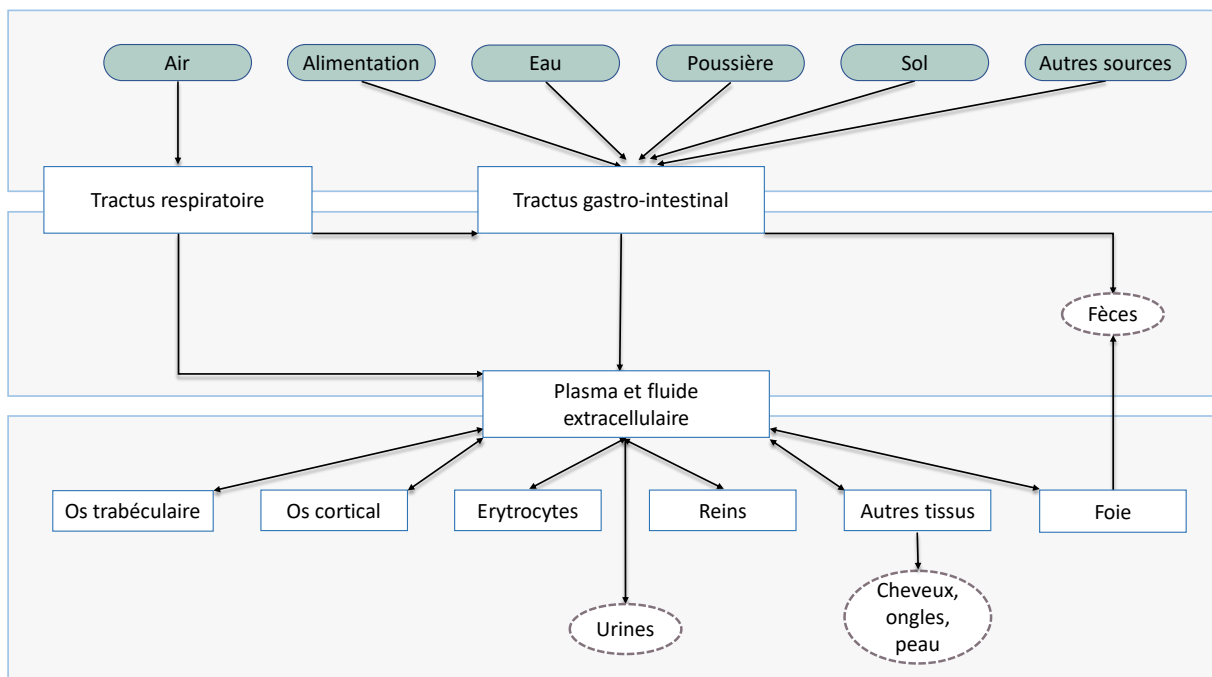 Air
Alimentation
Eau
Poussière
Sol
Autres sources
Tractus respiratoire
Tractus gastro-intestinal
Fèces
Plasma et fluide
extracellulaire
Os trabéculaire
Os cortical
Erytrocytes
Reins
Autres tissus
Foie
Cheveux,
ongles,
peau
Urines